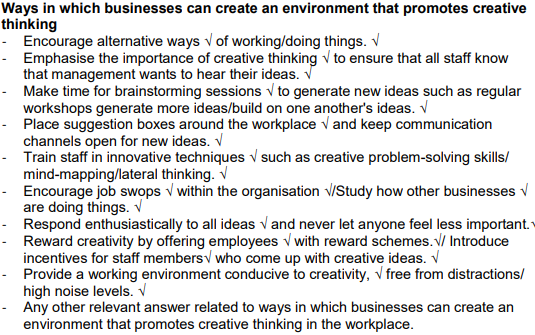 Ways in which businesses can create an environment that promotes creative
thinking
- Encourage alternative ways √ of working/doing things. √
- Emphasise the importance of creative thinking √ to ensure that all staff know
that management wants to hear their ideas. √
- Make time for brainstorming sessions √ to generate new ideas such as regular
workshops generate more ideas/build on one another's ideas. √
- Place suggestion boxes around the workplace √ and keep communication
channels open for new ideas. √
- Train staff in innovative techniques √ such as creative problem-solving skills/
mind-mapping/lateral thinking. √
- Encourage job swops √ within the organisation √/Study how other businesses √
are doing things. √
- Respond enthusiastically to all ideas √ and never let anyone feel less important.√
- Reward creativity by offering employees √ with reward schemes.√/ Introduce
incentives for staff members√ who come up with creative ideas. √
- Provide a working environment conducive to creativity, √ free from distractions/
high noise levels. √
- Any other relevant answer related to ways in which businesses can create an
environment that promotes creative thinking in the workplace.